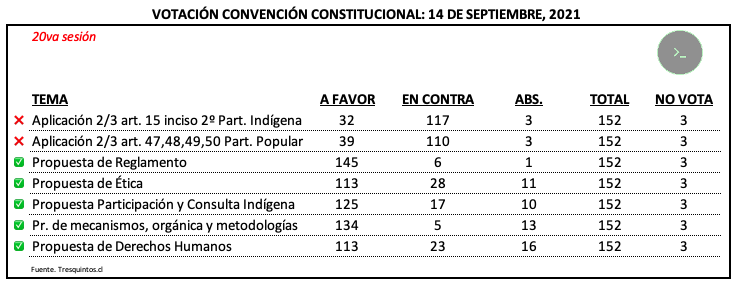 VOTACIÓN CONVENCIÓN CONSTITUCIONAL: 14 DE SEPTIEMBRE, 2021
20va sesión
>_
TEMA A FAVOR EN CONTRA ABS. TOTAL NO VOTA
Aplicación 2/3 art. 15 inciso 2º Part. Indígena 32 117 3 152 3
Aplicación 2/3 art. 47,48,49,50 Part. Popular 39 110 3 152 3
Propuesta de Reglamento 145 6 1 152 3
Propuesta de Ética 113 28 11 152 3
Propuesta Participación y Consulta Indígena 125 17 10 152 3
Pr. de mecanismos, orgánica y metodologías 134 5 13 152 3
Propuesta de Derechos Humanos 113 23 16 152 3
Fuente. Tresquintos.cl